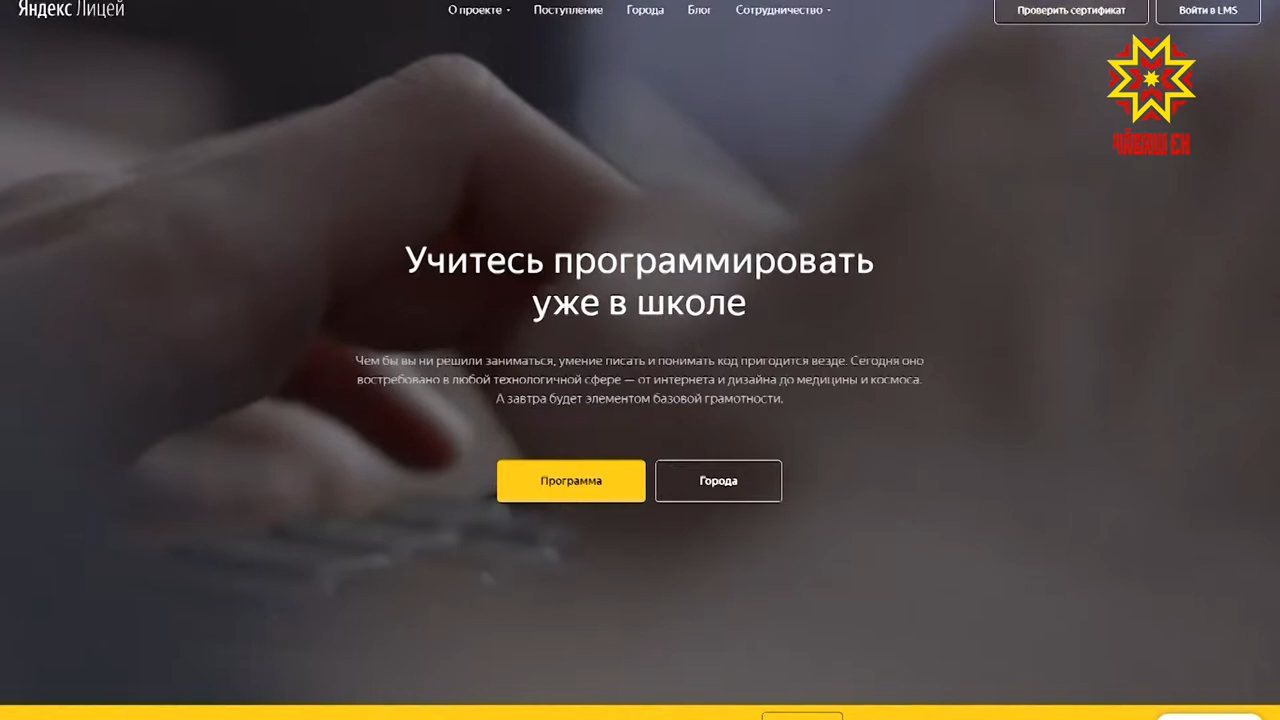 Яндекс Лицей
О проекте
Поступление
Города
Блог
Сотрудничество
Проверить сертификат
Войти в LMS
ЧӐВАШ ЕН
Учитесь программировать
уже в школе
Чем бы вы ни решили заниматься, умение писать и понимать код пригодится везде. Сегодня оно
востребовано в любой технологичной сфере — от интернета и дизайна до медицины и космоса.
А завтра будет элементом базовой грамотности.
Программа
Города